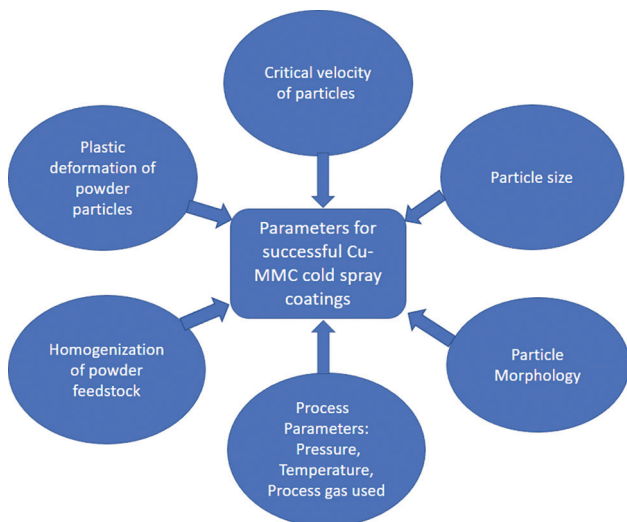 Critical velocity
of particles
Plastic
deformation of
powder
particles
Particle size
Parameters for
successful Cu-
MMC cold spray
coatings
Homogenization
of powder
feedstock
Particle
Morphology
Process
Parameters:
Pressure,
Temperature,
Process gas used